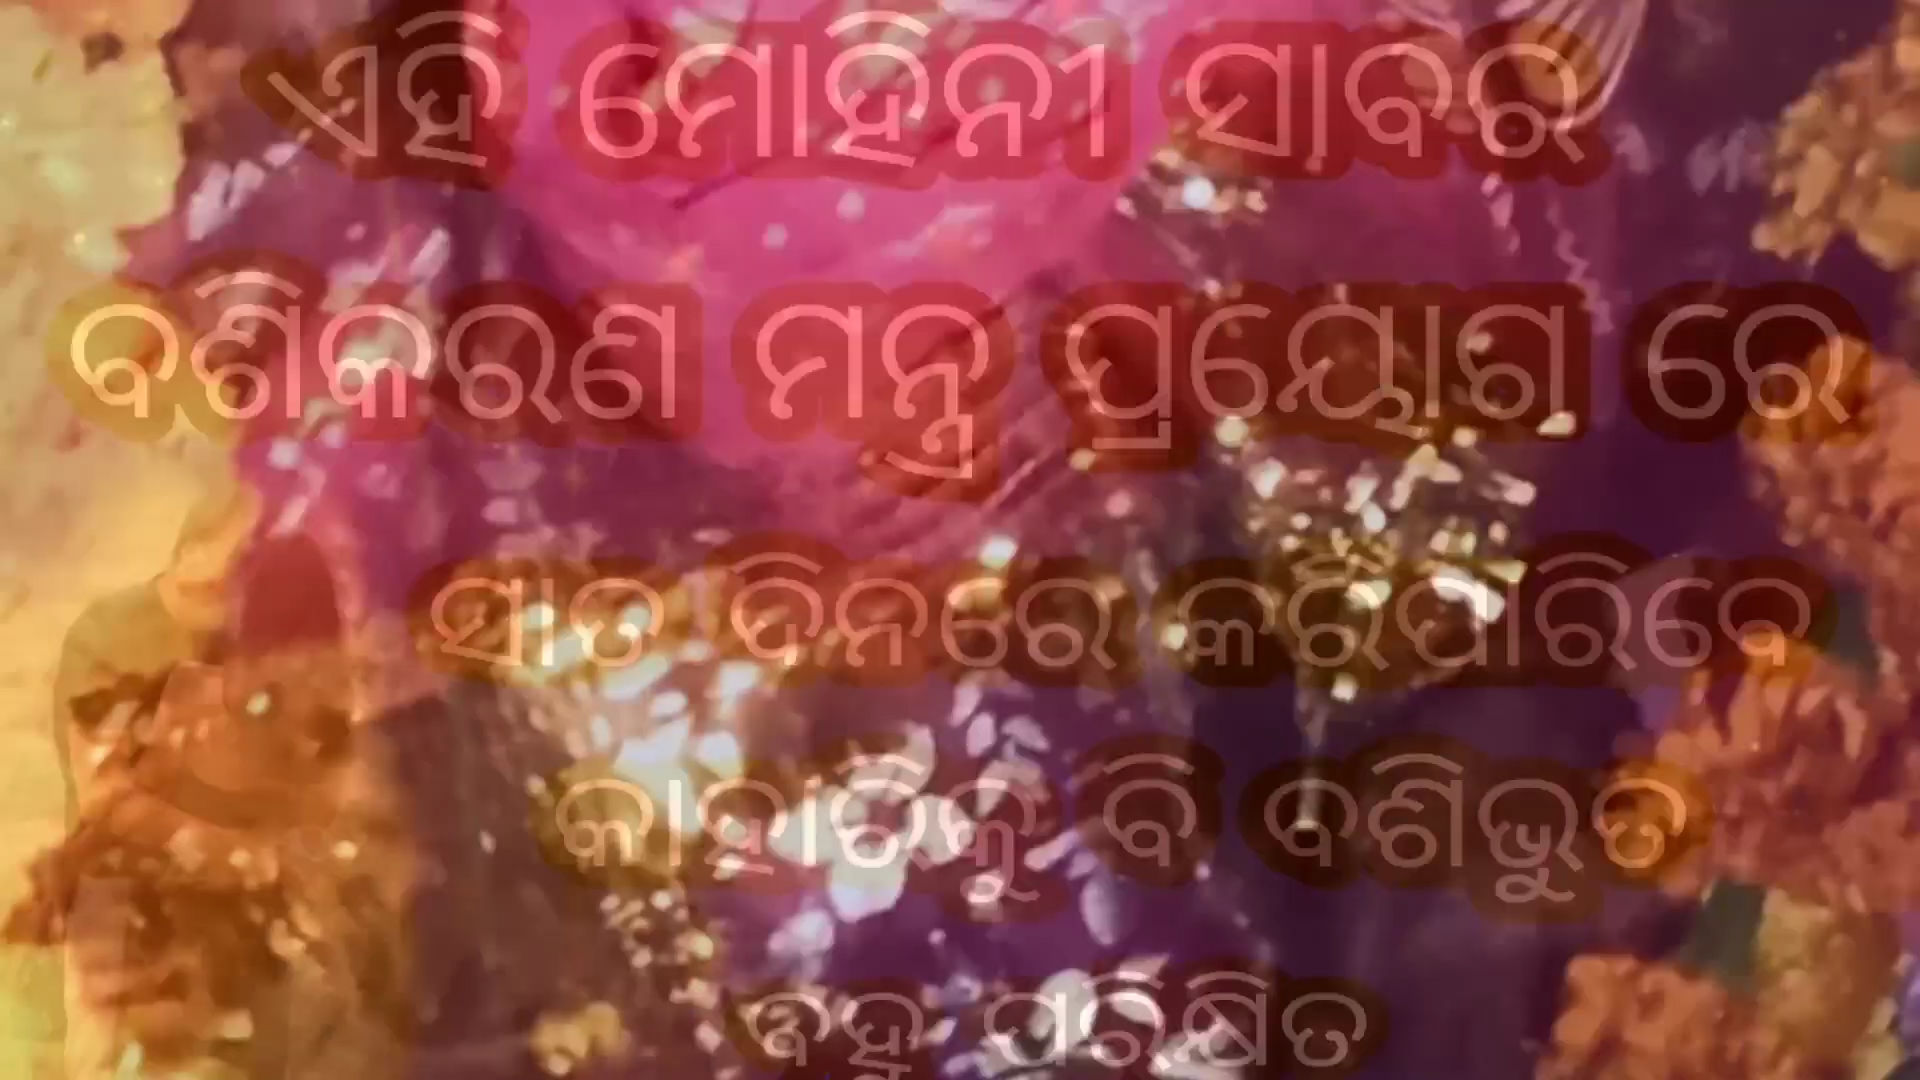 ଏହି ମୋହିନୀ ସାବର
ବଶିକରଣ ମନ୍ତ୍ର ପ୍ରୟୋଗ ରେ
ସାତ ଦିନରେ କରିପାରିବେ
କାହାରିକୁ ବି ବଶିଭୁତ
ବହୁ ପରିକ୍ଷିତ